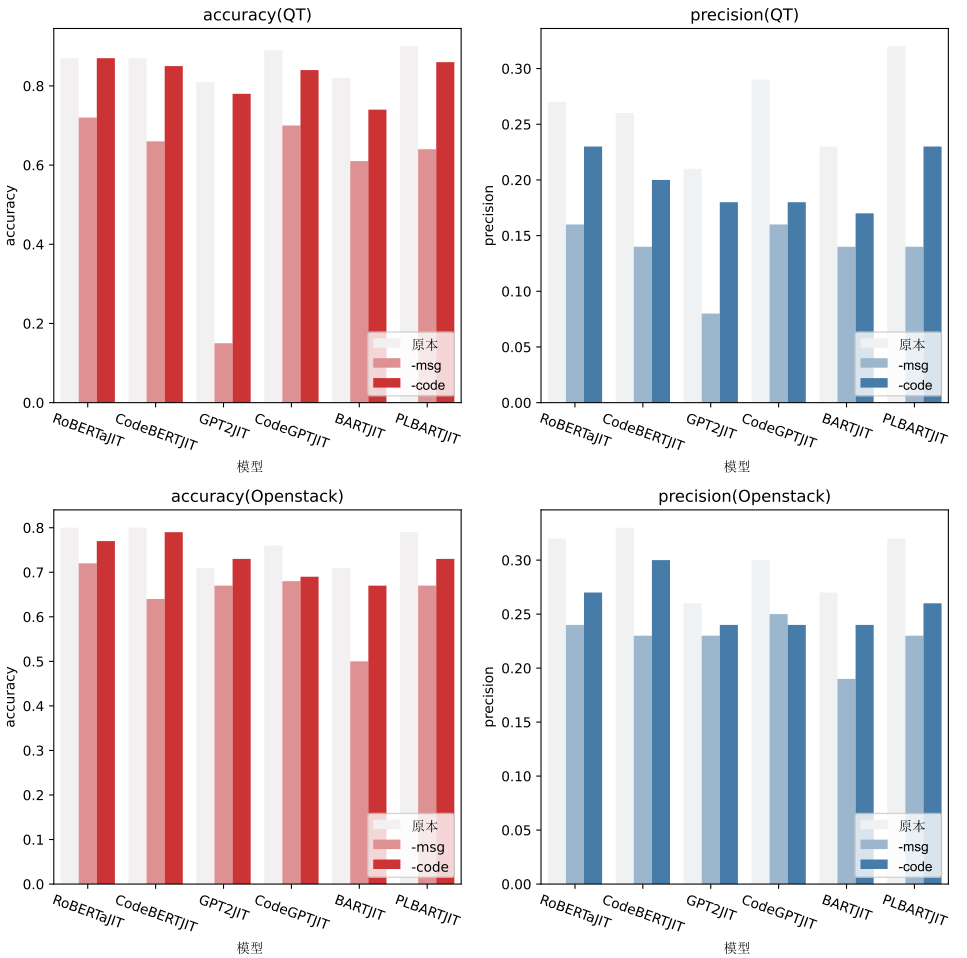 accuracy(QT)
accuracy
0.8
0.6
0.4
0.2
0.0
原本
-msg
-code
RoBERTaJIT
CodeBERTJIT
GPT2JIT
CodeGPTJIT
BARTJIT
PLBARTJIT
模型
precision(QT)
precision
0.30
0.25
0.20
0.15
0.10
0.05
0.00
原本
-msg
-code
RoBERTaJIT
CodeBERTJIT
GPT2JIT
CodeGPTJIT
BARTJIT
PLBARTJIT
模型
accuracy(Openstack)
accuracy
0.8
0.7
0.6
0.5
0.4
0.3
0.2
0.1
0.0
原本
-msg
-code
RoBERTaJIT
CodeBERTJIT
GPT2JIT
CodeGPTJIT
BARTJIT
PLBARTJIT
模型
precision(Openstack)
precision
0.30
0.25
0.20
0.15
0.10
0.05
0.00
原本
-msg
-code
RoBERTaJIT
CodeBERTJIT
GPT2JIT
CodeGPTJIT
BARTJIT
PLBARTJIT
模型